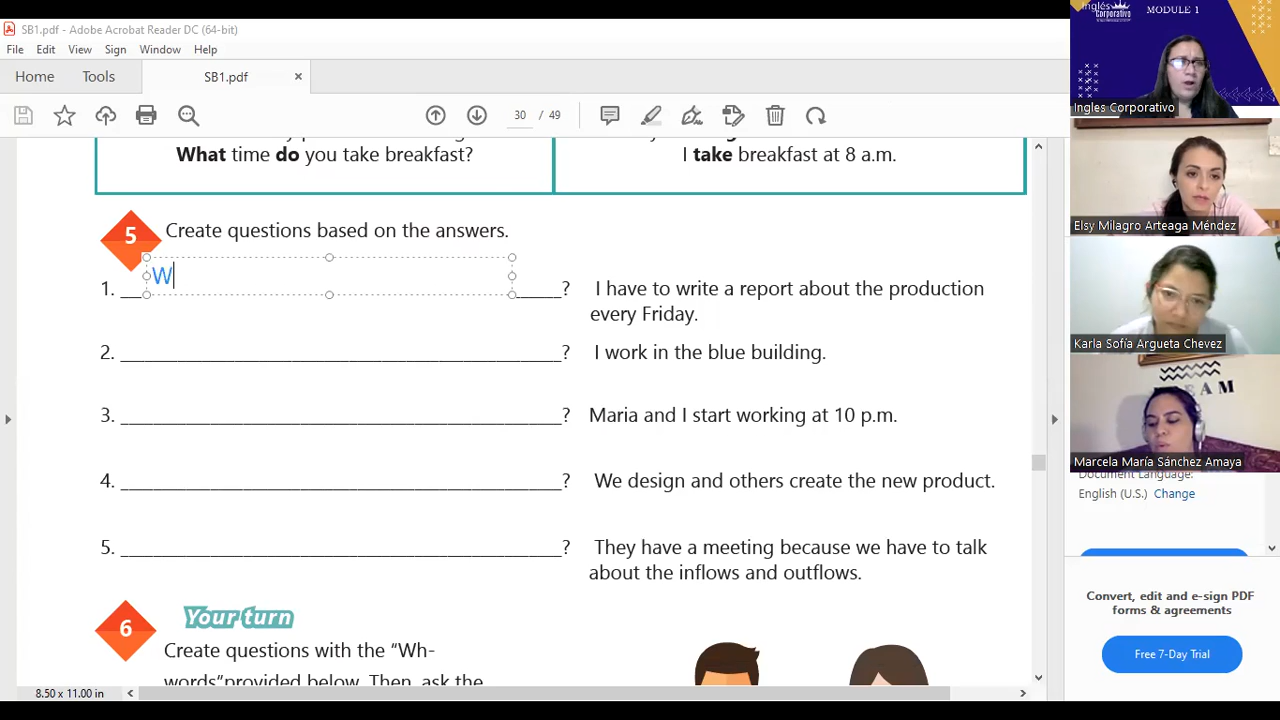 SB1.pdf - Adobe Acrobat Reader DC (64-bit)
File Edit View Sign Window Help
Home Tools SB1.pdf ×
30 / 49
What time do you take breakfast?
I take breakfast at 8 a.m.
5 Create questions based on the answers.
W
1. ______? I have to write a report about the production
every Friday.
2. ______? I work in the blue building.
3. ______? Maria and I start working at 10 p.m.
4. ______? We design and others create the new product.
5. ______? They have a meeting because we have to talk
about the inflows and outflows.
6 Your turn
Create questions with the “Wh-
words”provided below. Then, ask the
8.50 x 11.00 in
Inglés
Corporativo
MODULE 1
Ingles Corporativo
Elsy Milagro Arteaga Méndez
Karla Sofía Argueta Chevez
Marcela María Sánchez Amaya
Document Language:
English (U.S.) Change
Convert, edit and e-sign PDF
forms & agreements
Free 7-Day Trial